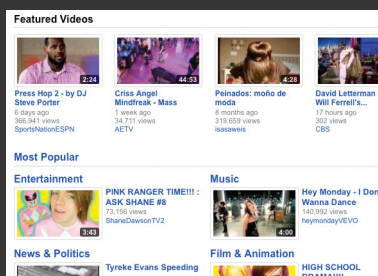 Featured Videos
2:24
44:53
4:28
Press Hop 2 - by DJ Steve Porter
6 days ago
366,941 views
SportsNationESPN
Criss Angel Mindfreak - Mass
1 week ago
34,711 views
AETV
Peinados: moño de moda
8 months ago
319,659 views
isasaweis
David Letterman
Will Ferrell's...
17 hours ago
302 views
CBS
Most Popular
Entertainment
3:43
PINK RANGER TIME!!! :
ASK SHANE #8
73,156 views
ShaneDawsonTV2
Music
4:00
Hey Monday - I Don
Wanna Dance
140,992 views
heymondayVEVO
News & Politics
Tyreke Evans Speeding
Film & Animation
HIGH SCHOOL